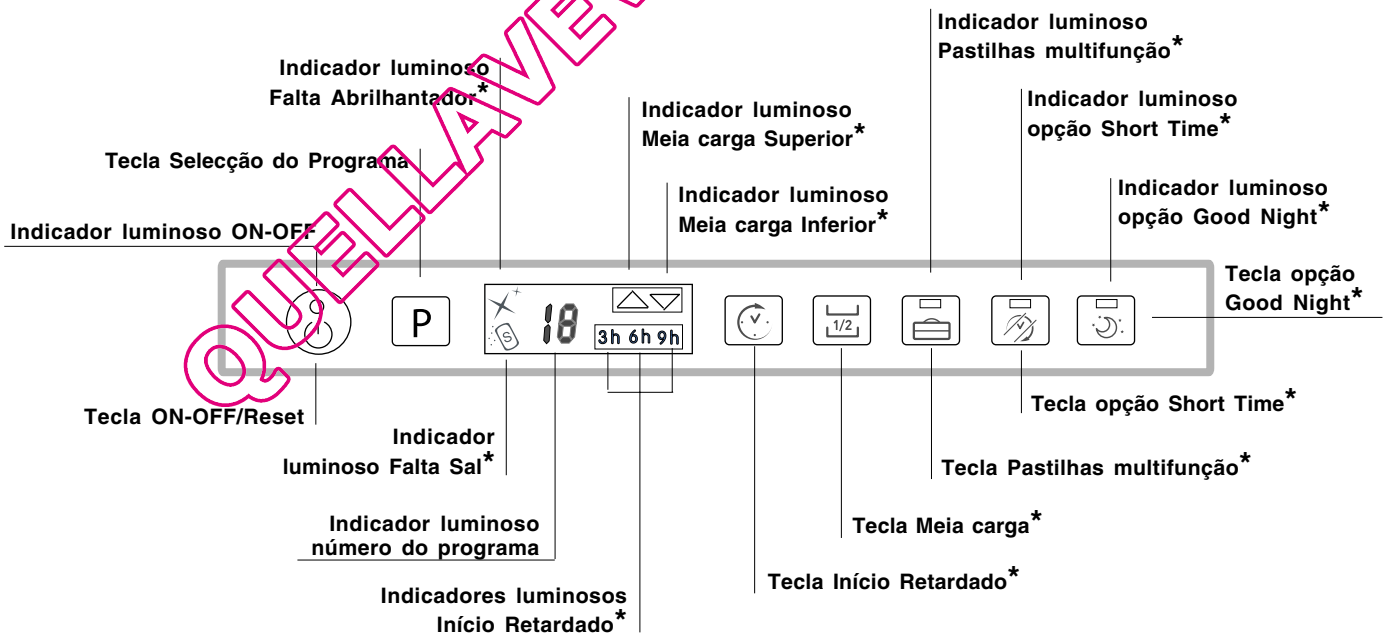 Indicador luminoso
Pastilhas multifunção*
Indicador luminoso
Falta Abrilhantador*
Indicador luminoso
Meia carga Superior*
Indicador luminoso
opção Short Time*
Tecla Selecção do Programa
Indicador luminoso
Meia carga Inferior*
Indicador luminoso
opção Good Night*
Indicador luminoso ON-OFF
Tecla opção
Good Night*
P
S
18
3h 6h 9h
1/2
Tecla ON-OFF/Reset
Indicador
luminoso Falta Sal*
Indicador luminoso
número do programa
Indicadores luminosos
Início Retardado*
Tecla Início Retardado*
Tecla Meia carga*
Tecla Pastilhas multifunção*
Tecla opção Short Time*
QUELLAVE